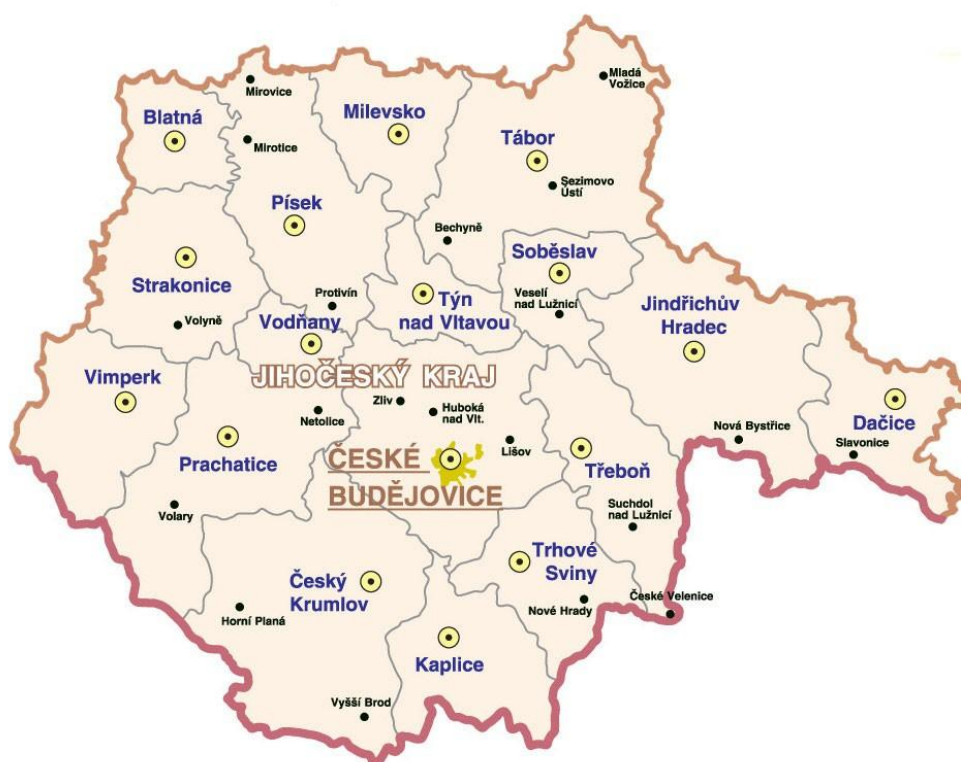 Mladá
Vožice
Mirovice
Blatná
Milevsko
Mirotice
Tábor
Sezimovo
Ústí
Písek
Bechyně
Soběslav
Strakonice
Protivín
Týn
nad Vltavou
Veselí
nad Lužnicí
Jindřichův
Hradec
Volyně
Vodňany
JIHOČESKÝ KRAJ
Vimperk
Zliv
Huboká
nad Vlt.
Netolice
Dačice
Nová Bystřice
Slavonice
Prachatice
ČESKÉ
BUDĚJOVICE
Lišov
Třeboň
Volary
Suchdol
nad Lužnicí
Trhové
Sviny
Český
Krumlov
Horní Planá
Nové Hrady
České Velenice
Kaplice
Vyšší Brod